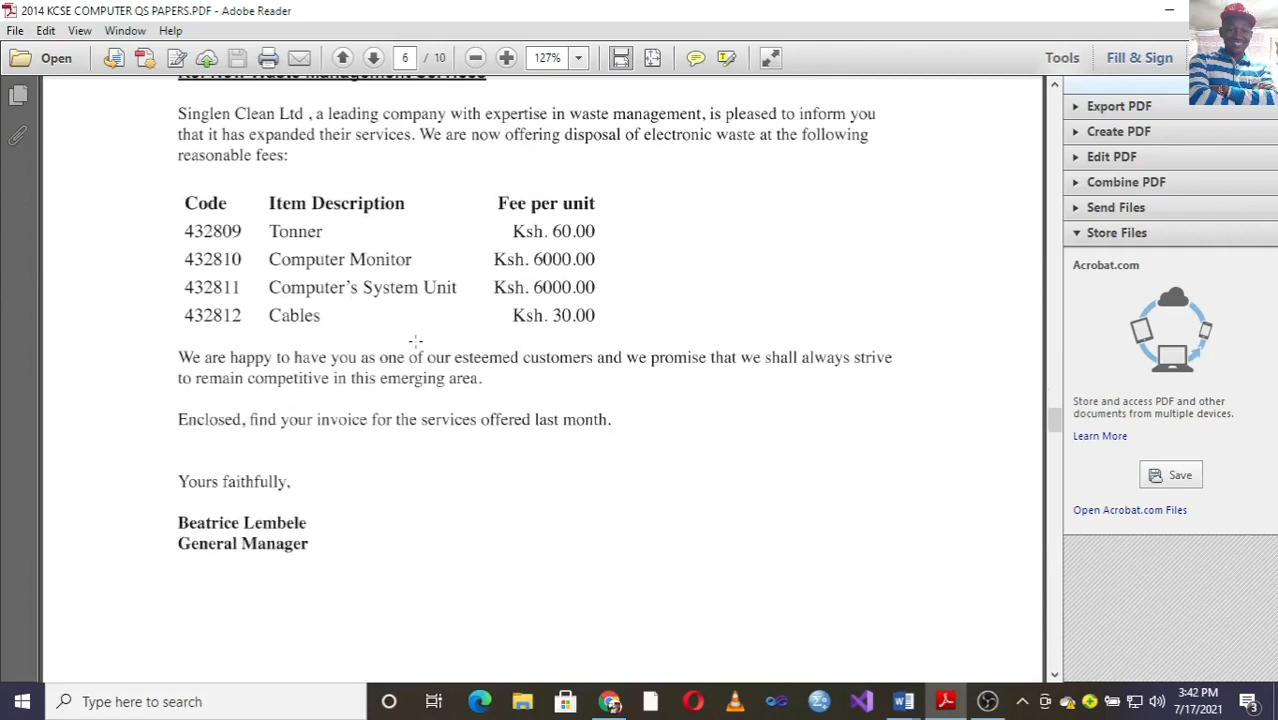 2014 KCSE COMPUTER QS PAPERS.PDF - Adobe Reader
File Edit View Window Help
Open 6 / 10 127% Tools Fill & Sign
Singlen Clean Ltd , a leading company with expertise in waste management, is pleased to inform you
that it has expanded their services. We are now offering disposal of electronic waste at the following
reasonable fees:
Code Item Description Fee per unit
432809 Tonner Ksh. 60.00
432810 Computer Monitor Ksh. 6000.00
432811 Computer's System Unit Ksh. 6000.00
432812 Cables Ksh. 30.00
We are happy to have you as one of our esteemed customers and we promise that we shall always strive
to remain competitive in this emerging area.
Enclosed, find your invoice for the services offered last month.
Yours faithfully,
Beatrice Lembele
General Manager
Export PDF
Create PDF
Edit PDF
Combine PDF
Send Files
Store Files
Acrobat.com
Store and access PDF and other
documents from multiple devices.
Learn More
Save
Open Acrobat.com Files
Type here to search
3:42 PM
7/17/2021
3